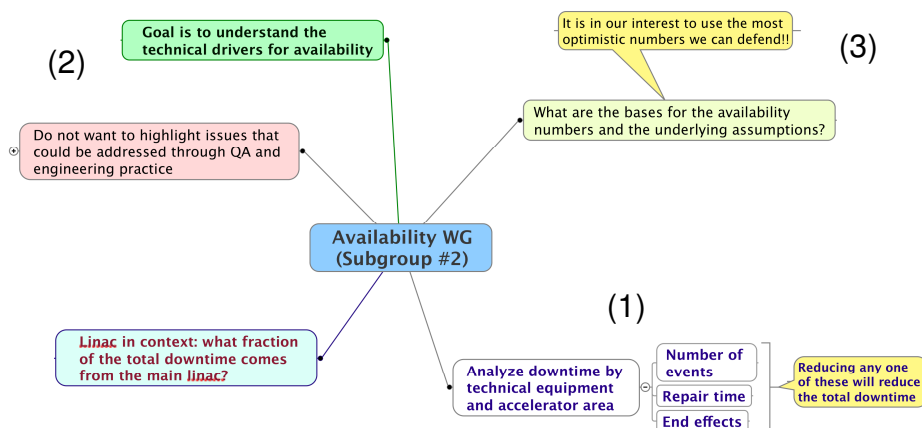 Goal is to understand the
technical drivers for availability
(2)
It is in our interest to use the most
optimistic numbers we can defend!!
(3)
What are the bases for the availability
numbers and the underlying assumptions?
Do not want to highlight issues that
could be addressed through QA and
engineering practice
Availability WG
(Subgroup #2)
(1)
Linac in context: what fraction
of the total downtime comes
from the main linac?
Analyze downtime by
technical equipment
and accelerator area
Number of
events
Repair time
End effects
Reducing any one
of these will reduce
the total downtime